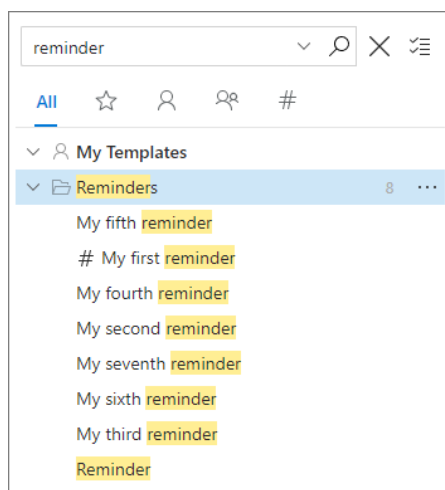 reminder
All #
My Templates
Reminders 8 ...
My fifth reminder
# My first reminder
My fourth reminder
My second reminder
My seventh reminder
My sixth reminder
My third reminder
Reminder